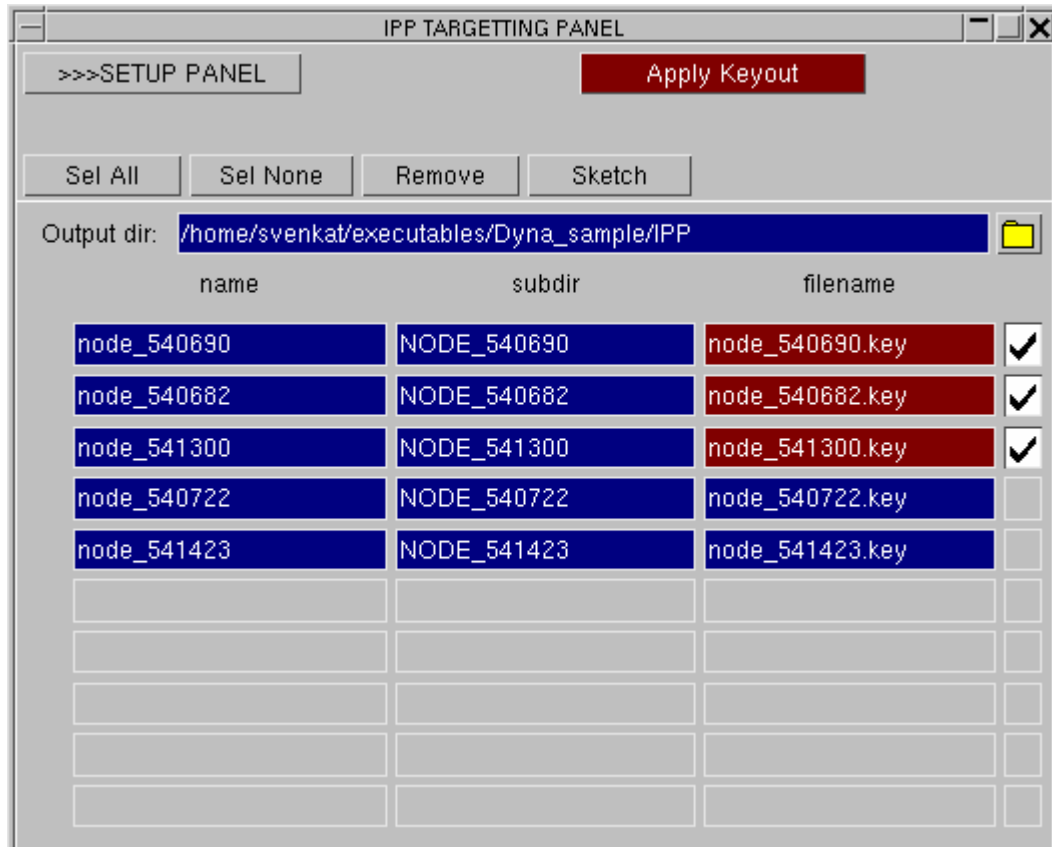 IPP TARGETTING PANEL
>>>SETUP PANEL Apply Keyout
Sel All Sel None Remove Sketch
Output dir: /home/svenkat/executables/Dyna_sample/IPP
name subdir filename
node_540690 NODE_540690 node_540690.key
node_540682 NODE_540682 node_540682.key
node_541300 NODE_541300 node_541300.key
node_540722 NODE_540722 node_540722.key
node_541423 NODE_541423 node_541423.key